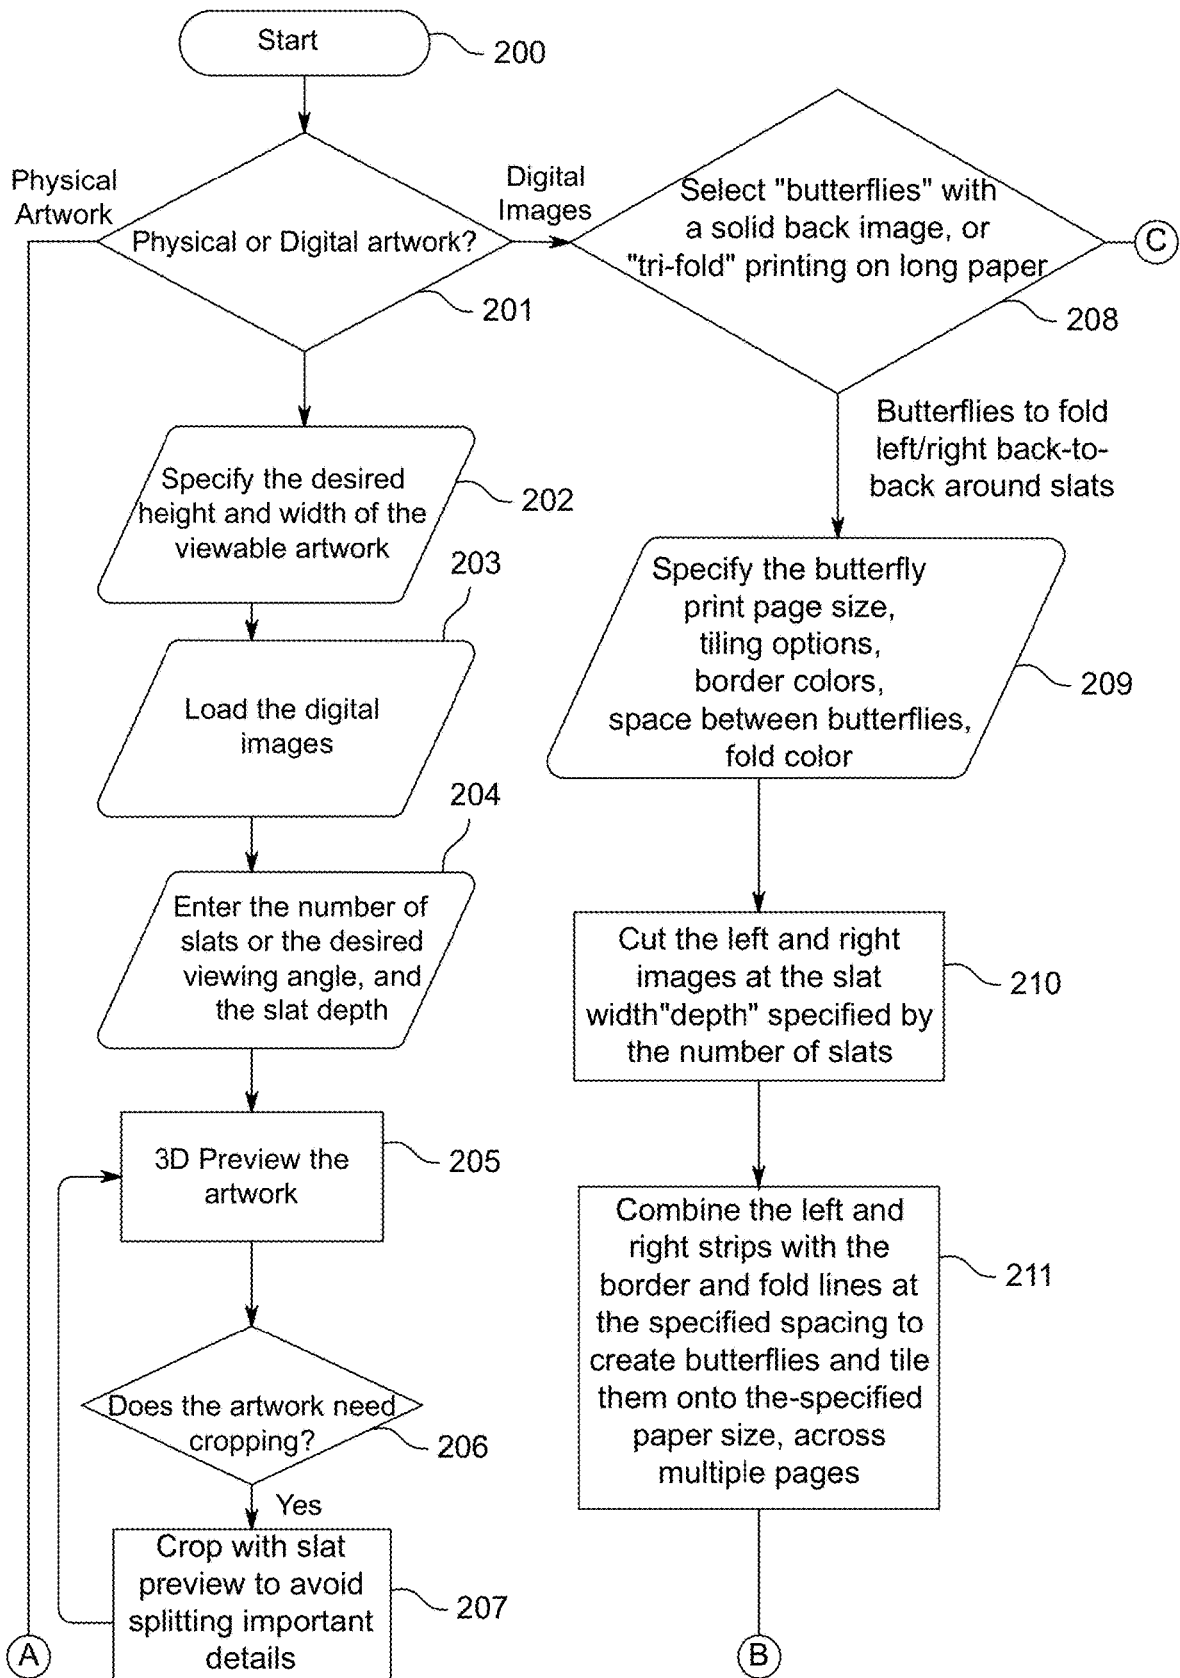 Start
200
Physical
Artwork
Physical or Digital artwork?
201
Digital
Images
Select "butterflies" with
a solid back image, or
"tri-fold" printing on long paper
C
208
Butterflies to fold
left/right back-to-
back around slats
Specify the desired
height and width of the
viewable artwork
202
203
Load the digital
images
204
Enter the number of
slats or the desired
viewing angle, and
the slat depth
3D Preview the
artwork
205
Does the artwork need
cropping?
206
Yes
Crop with slat
preview to avoid
splitting important
details
207
A
Specify the butterfly
print page size,
tiling options,
border colors,
space between butterflies,
fold color
209
Cut the left and right
images at the slat
width"depth" specified by
the number of slats
210
Combine the left and
right strips with the
border and fold lines at
the specified spacing to
create butterflies and tile
them onto the-specified
paper size, across
multiple pages
211
B